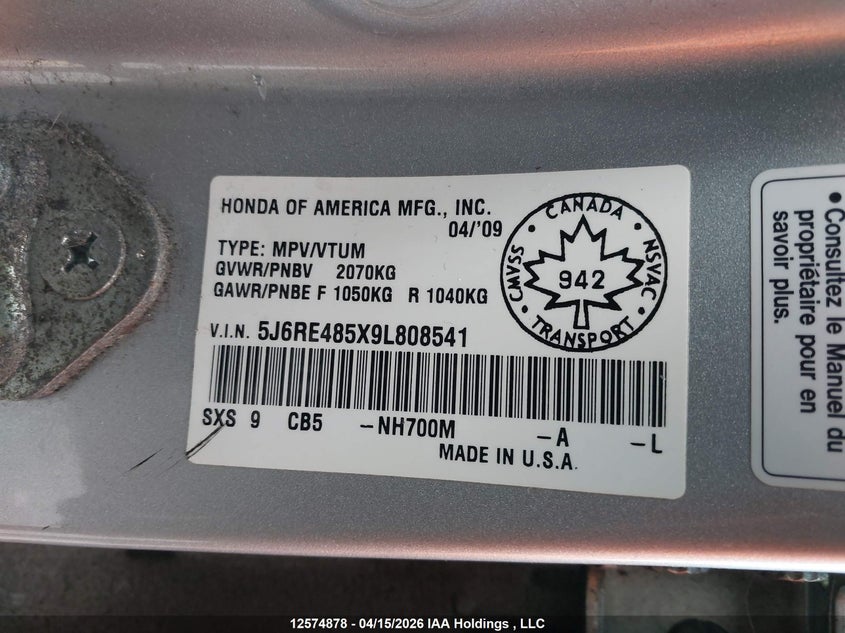 HONDA OF AMERICA MFG., INC.
04/'09
TYPE: MPV/VTUM
GVWR/PNBV 2070KG
GAWR/PNBE F 1050KG R 1040KG
V.I.N. 5J6RE485X9L808541
SXS 9 CB5 -NH700M -A -L
MADE IN U.S.A.
CANADA
CMVSS
942
NSVAC
TRANSPORT
• Consultez le Manuel du
propriétaire pour en
savoir plus.
12574878 - 04/15/2026 IAA Holdings , LLC